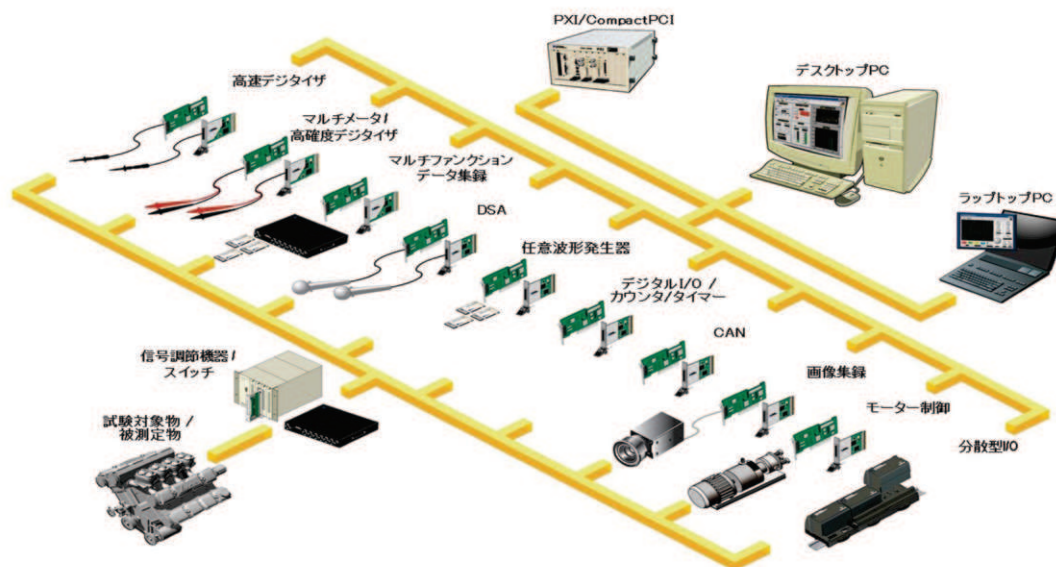 PXI/CompactPCI
デスクトップPC
高速デジタイザ
マルチメータ/
高確度デジタイザ
マルチファンクション
データ集録
ラップトップPC
DSA
任意波形発生器
デジタルI/O /
カウンタ/タイマー
CAN
信号調節機器/
スイッチ
画像集録
モーター制御
試験対象物 /
被測定物
分散型I/O